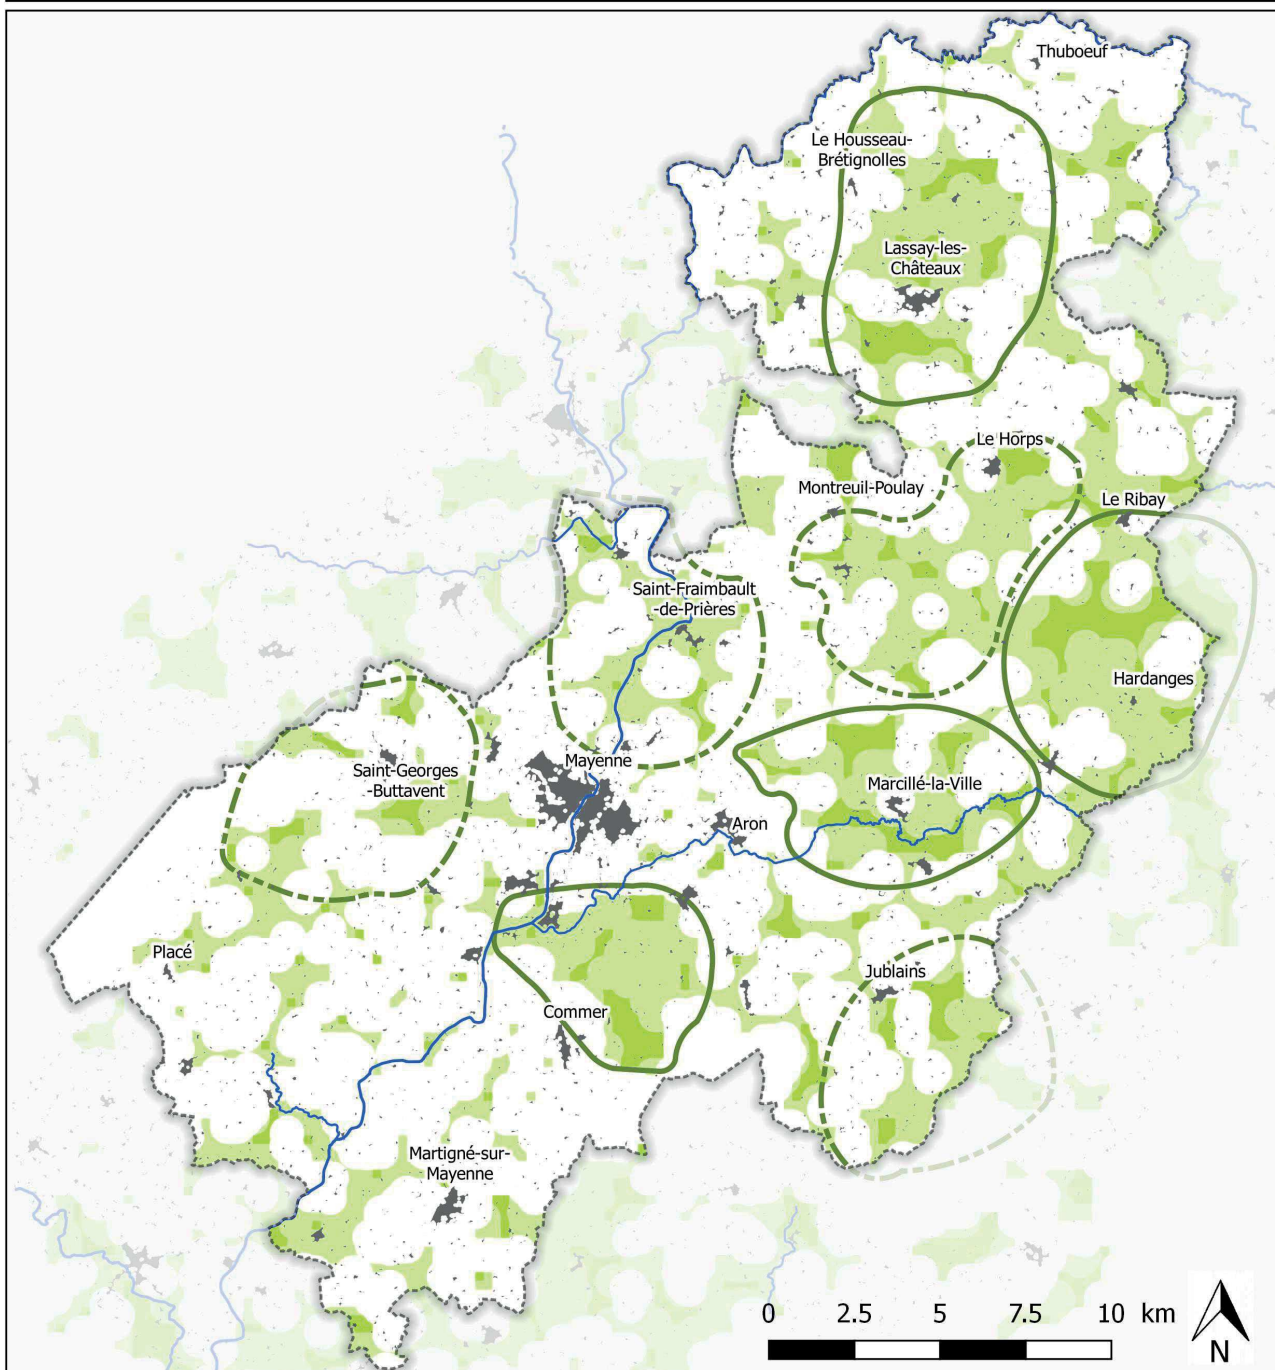 Thuboeuf
Le Housseau-
Brétignolles
Lassay-les-
Châteaux
Le Horps
Montreuil-Poulay
Le Ribay
Saint-Fraimbault
-de-Prières
Hardanges
Mayenne
Saint-Georges
-Buttavent
Marcillé-la-Ville
Aron
Placé
Jublains
Commer
Martigné-sur-
Mayenne
0 2.5 5 7.5 10 km
N